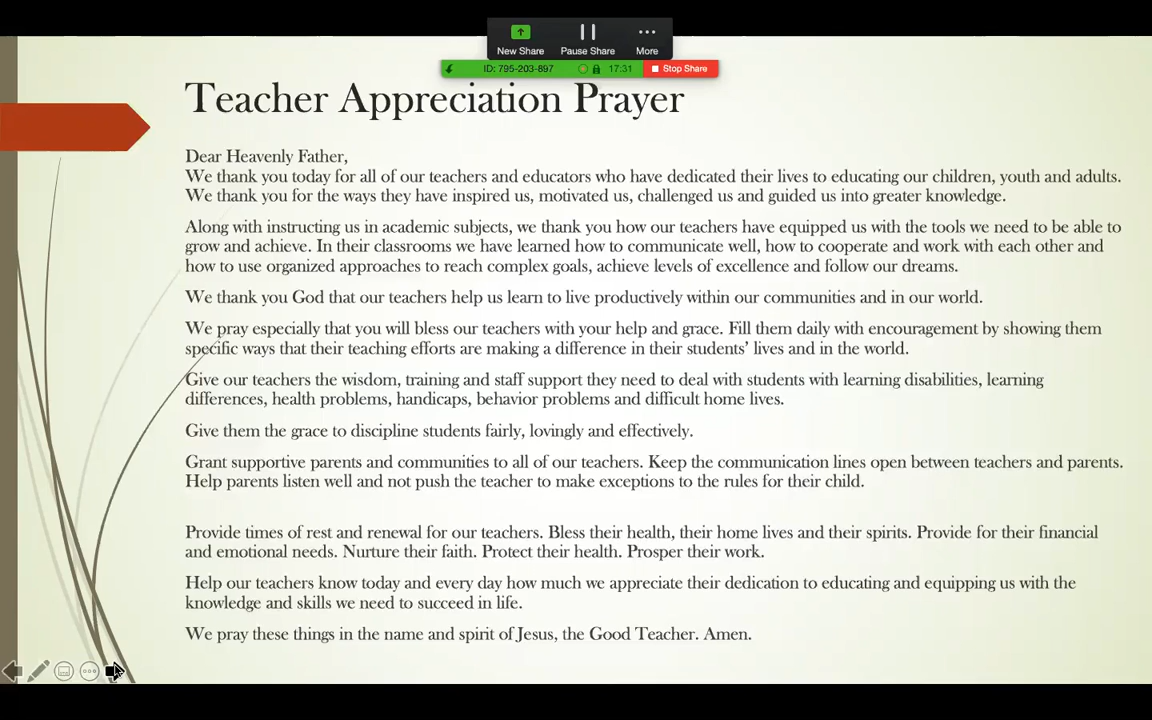 New Share Pause Share More
ID: 795-203-897 17:31 Stop Share
Teacher Appreciation Prayer
Dear Heavenly Father,
We thank you today for all of our teachers and educators who have dedicated their lives to educating our children, youth and adults.
We thank you for the ways they have inspired us, motivated us, challenged us and guided us into greater knowledge.
Along with instructing us in academic subjects, we thank you how our teachers have equipped us with the tools we need to be able to
grow and achieve. In their classrooms we have learned how to communicate well, how to cooperate and work with each other and
how to use organized approaches to reach complex goals, achieve levels of excellence and follow our dreams.
We thank you God that our teachers help us learn to live productively within our communities and in our world.
We pray especially that you will bless our teachers with your help and grace. Fill them daily with encouragement by showing them
specific ways that their teaching efforts are making a difference in their students' lives and in the world.
Give our teachers the wisdom, training and staff support they need to deal with students with learning disabilities, learning
differences, health problems, handicaps, behavior problems and difficult home lives.
Give them the grace to discipline students fairly, lovingly and effectively.
Grant supportive parents and communities to all of our teachers. Keep the communication lines open between teachers and parents.
Help parents listen well and not push the teacher to make exceptions to the rules for their child.
Provide times of rest and renewal for our teachers. Bless their health, their home lives and their spirits. Provide for their financial
and emotional needs. Nurture their faith. Protect their health. Prosper their work.
Help our teachers know today and every day how much we appreciate their dedication to educating and equipping us with the
knowledge and skills we need to succeed in life.
We pray these things in the name and spirit of Jesus, the Good Teacher. Amen.